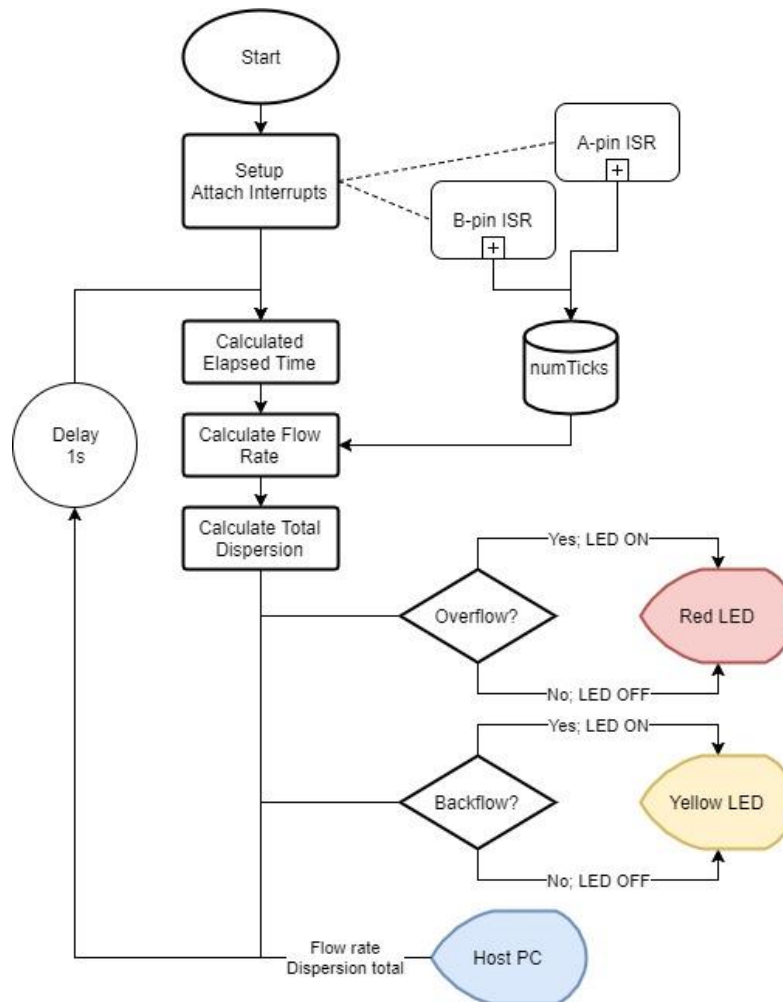 Start
Setup
Attach Interrupts
A-pin ISR
+
B-pin ISR
+
Calculated
Elapsed Time
numTicks
Delay
1s
Calculate Flow
Rate
Calculate Total
Dispersion
Yes; LED ON
Overflow?
Red LED
No; LED OFF
Yes; LED ON
Backflow?
Yellow LED
No; LED OFF
Flow rate
Dispersion total
Host PC